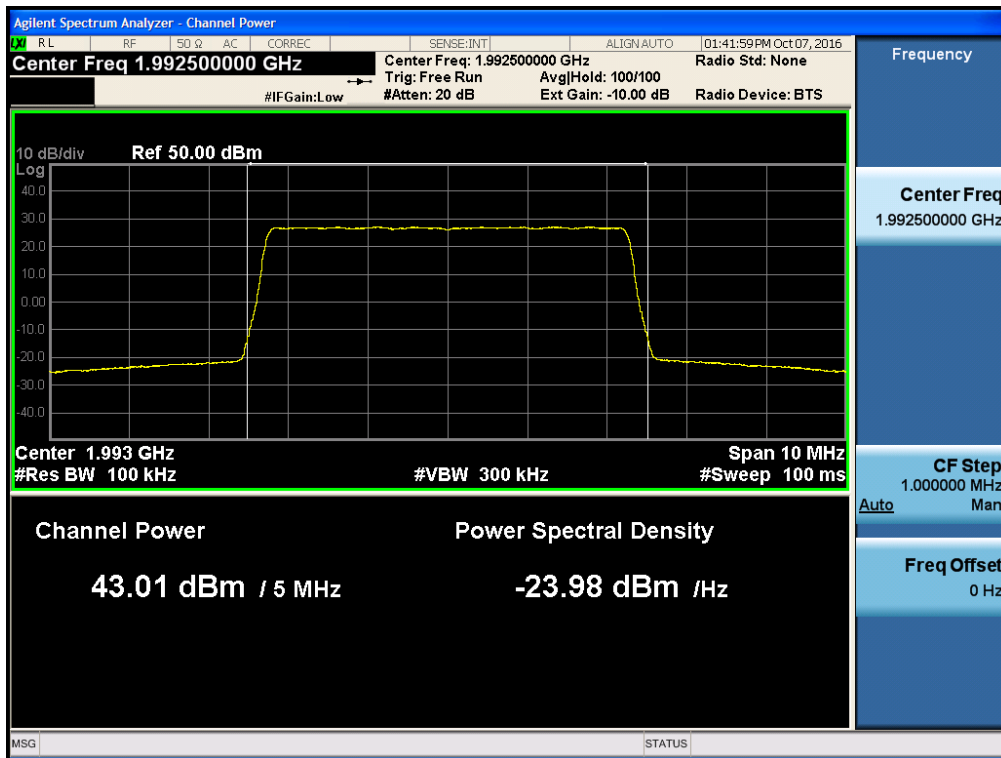 Agilent Spectrum Analyzer - Channel Power
LXI RL RF 50 Ω AC CORREC SENSE:INT ALIGN AUTO 01:41:59 PM Oct 07, 2016
Center Freq 1.992500000 GHz
#IFGain:Low
Center Freq: 1.992500000 GHz
Trig: Free Run Avg|Hold: 100/100
#Atten: 20 dB Ext Gain: -10.00 dB
Radio Std: None
Radio Device: BTS
10 dB/div Ref 50.00 dBm
Log
40.0
30.0
20.0
10.0
0.00
-10.0
-20.0
-30.0
-40.0
Center 1.993 GHz Span 10 MHz
#Res BW 100 kHz #VBW 300 kHz #Sweep 100 ms
Channel Power Power Spectral Density
43.01 dBm / 5 MHz -23.98 dBm /Hz
Frequency
Center Freq
1.992500000 GHz
CF Step
1.000000 MHz
Auto Man
Freq Offset
0 Hz
MSG STATUS